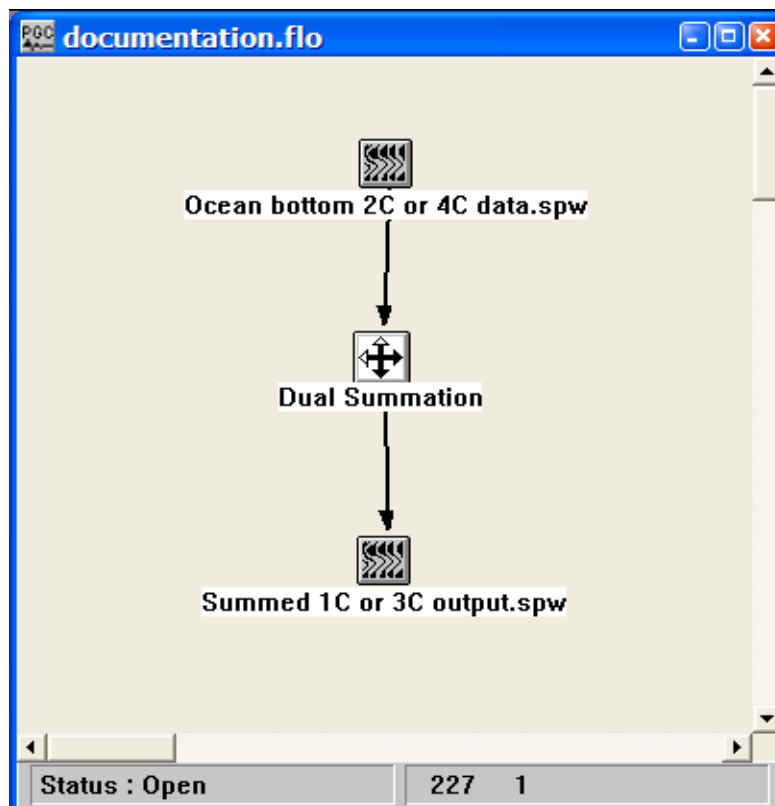 PGC documentation.flo
Ocean bottom 2C or 4C data.spw
Dual Summation
Summed 1C or 3C output.spw
Status : Open 227 1